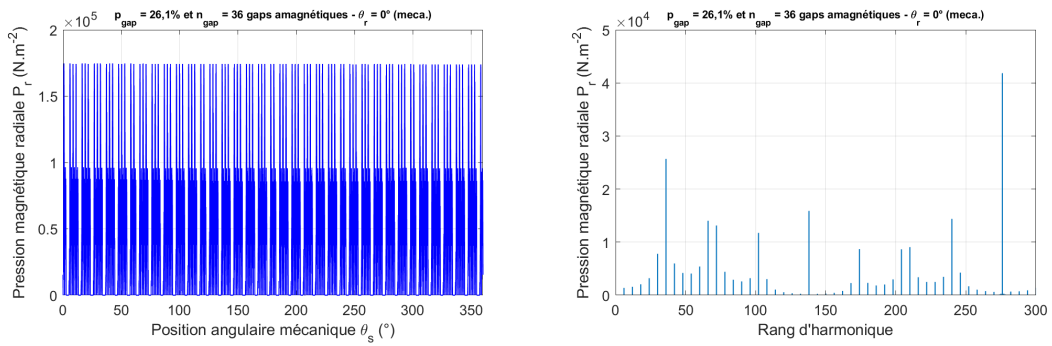 p_gap = 26,1% et n_gap = 36 gaps amagnétiques - θ_r = 0° (meca.)
×10^5
2
1.5
1
0.5
0
Pression magnétique radiale P_r (N.m^-2)
0 50 100 150 200 250 300 350
Position angulaire mécanique θ_s (°)
p_gap = 26,1% et n_gap = 36 gaps amagnétiques - θ_r = 0° (meca.)
×10^4
5
4
3
2
1
0
Pression magnétique radiale P_r (N.m^-2)
0 50 100 150 200 250 300
Rang d'harmonique